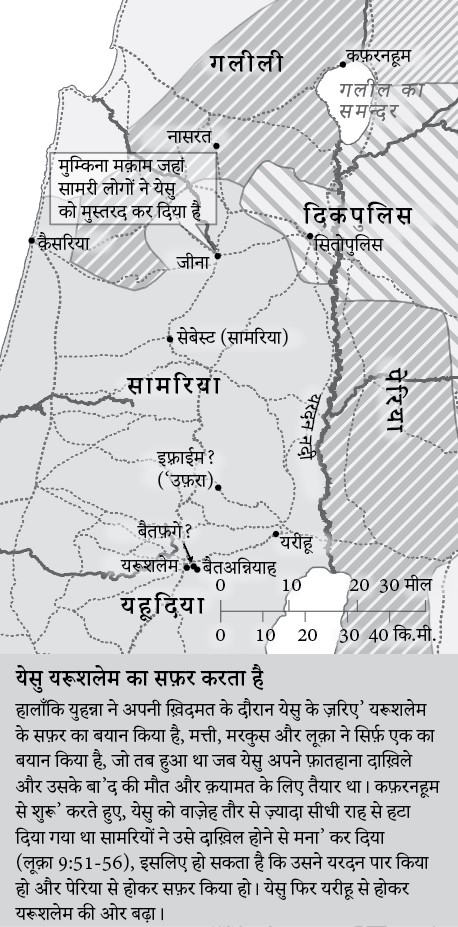 गलीली
कफ़रनहूम
गलील का
समन्दर
नासरत
मुम्किना मक़ाम जहाँ
सामरी लोगों ने येसु
को मुस्तरद कर दिया है
दिकपलिस
कैसरिया
सितोपुलिस
जीना
सेबेस्ट (सामरिया)
सामरिया
पेरिया
यरदन नदी
इफ़्राईम?
(‘उफ़रा)
बैतफ़गे?
यरीहू
यरूशलेम
बैतअन्नियाह
यहूदिया
0 10 20 30 मील
0 10 20 30 40 कि.मी.
येसु यरूशलेम का सफ़र करता है
हालाँकि युहन्ना ने अपनी ख़िदमत के दौरान येसु के ज़रिए’ यरूशलेम
के सफ़र का बयान किया है, मत्ती, मरकुस और लूक़ा ने सिर्फ़ एक का
बयान किया है, जो तब हुआ था जब येसु अपने फ़ातहाना दाख़िले
और उसके बा’द की मौत और क़यामत के लिए तैयार था। कफ़रनहूम
से शुरू’ करते हुए, येसु को वाज़ेह तौर से ज़्यादा सीधी राह से हटा
दिया गया था सामरियों ने उसे दाख़िल होने से मना’ कर दिया
(लूक़ा 9:51-56), इसलिए हो सकता है कि उसने यरदन पार किया
हो और पेरिया से होकर सफ़र किया हो। येसु फिर यरीहू से होकर
यरूशलेम की ओर बढ़ा।